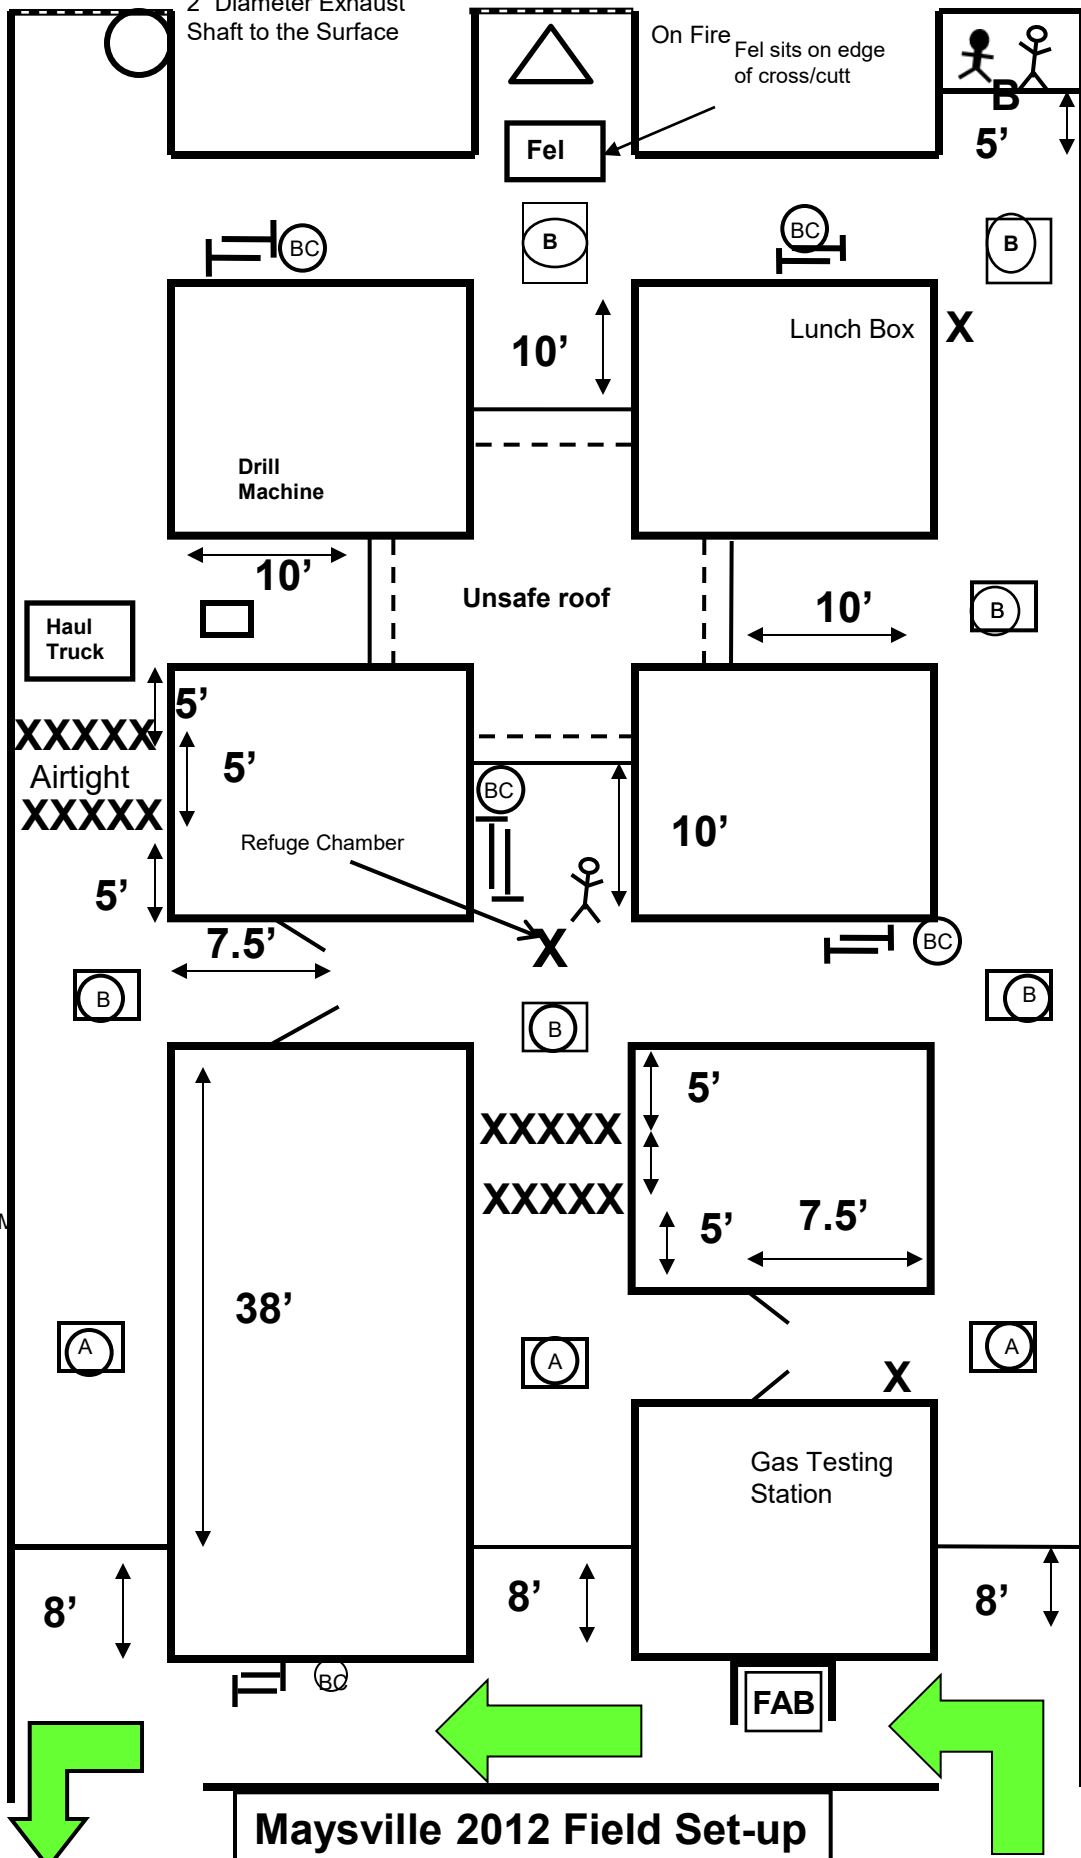 2" Diameter Exhaust
Shaft to the Surface
On Fire
Fel sits on edge
of cross/cutt
B
5’
Fel
BC
B
BC
B
10’
Lunch Box
X
Drill
Machine
10’
Unsafe roof
10’
B
Haul
Truck
5’
XXXXX
5’
Airtight
XXXXX
BC
10’
Refuge Chamber
5’
7.5’
X
BC
B
B
B
5’
XXXXX
XXXXX
5’
7.5’
38’
A
A
A
X
Gas Testing
Station
8’
8’
8’
BC
FAB
Maysville 2012 Field Set-up